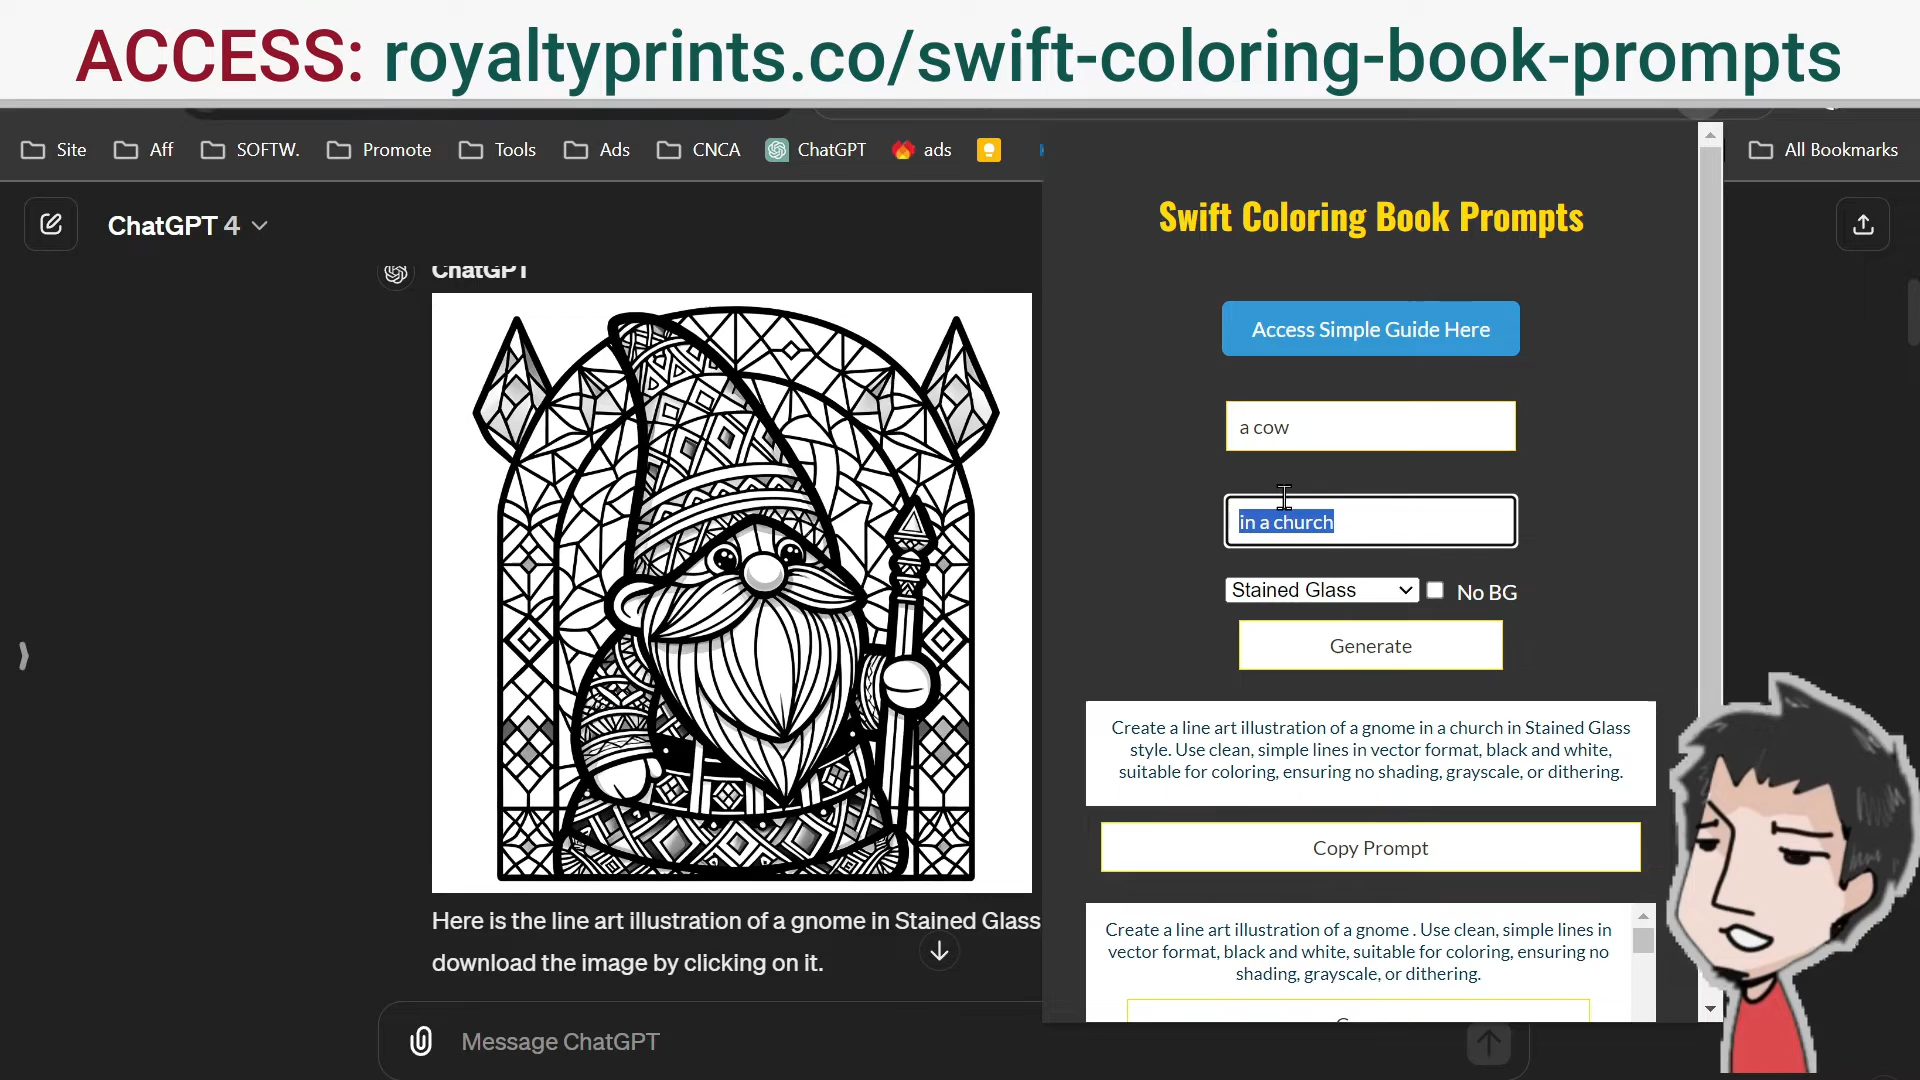 ACCESS: royaltyprints.co/swift-coloring-book-prompts
Site Aff SOFTW. Promote Tools Ads CNCA ChatGPT ads All Bookmarks
ChatGPT 4
ChatGPT
Here is the line art illustration of a gnome in Stained Glass
download the image by clicking on it.
Message ChatGPT
Swift Coloring Book Prompts
Access Simple Guide Here
a cow
in a church
Stained Glass No BG
Generate
Create a line art illustration of a gnome in a church in Stained Glass
style. Use clean, simple lines in vector format, black and white,
suitable for coloring, ensuring no shading, grayscale, or dithering.
Copy Prompt
Create a line art illustration of a gnome . Use clean, simple lines in
vector format, black and white, suitable for coloring, ensuring no
shading, grayscale, or dithering.